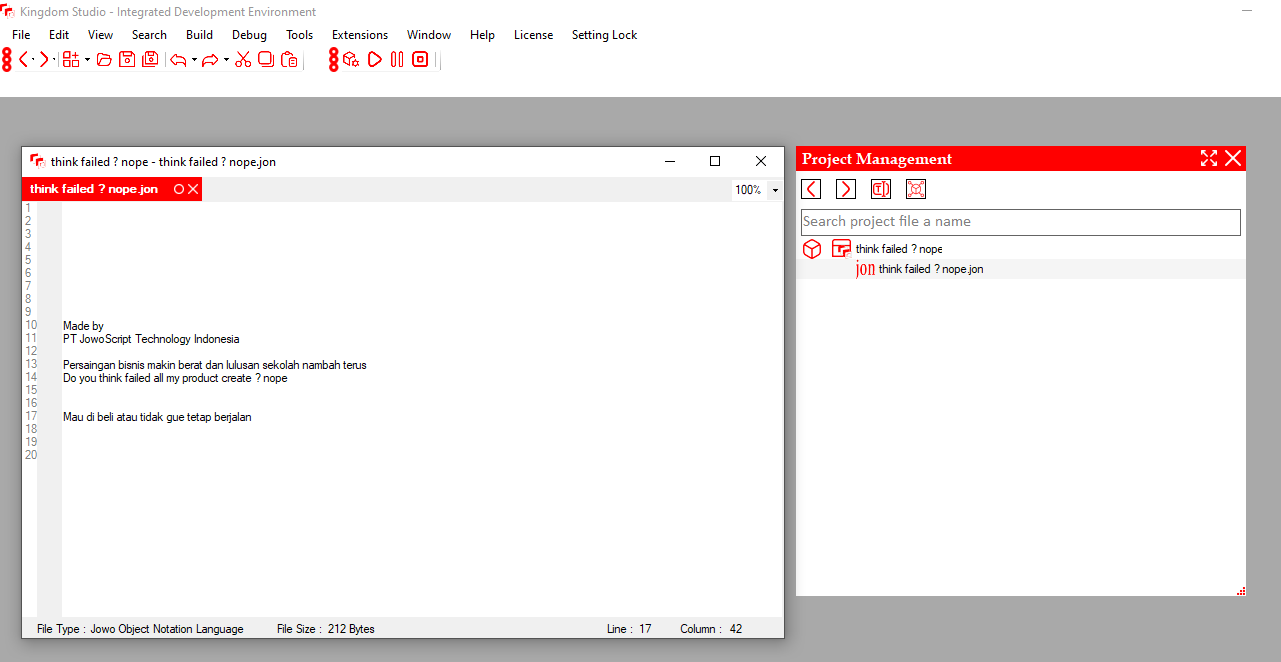 Kingdom Studio - Integrated Development Environment
File Edit View Search Build Debug Tools Extensions Window Help License Setting Lock
think failed ? nope - think failed ? nope.jon
think failed ? nope.jon
100%
1
2
3
4
5
6
7
8
9
10 Made by
11 PT JowoScript Technology Indonesia
12
13 Persaingan bisnis makin berat dan lulusan sekolah nambah terus
14 Do you think failed all my product create ? nope
15
16
17 Mau di beli atau tidak gue tetap berjalan
18
19
20
File Type : Jowo Object Notation Language File Size : 212 Bytes Line : 17 Column : 42
Project Management
Search project file a name
think failed ? nope
jon think failed ? nope.jon